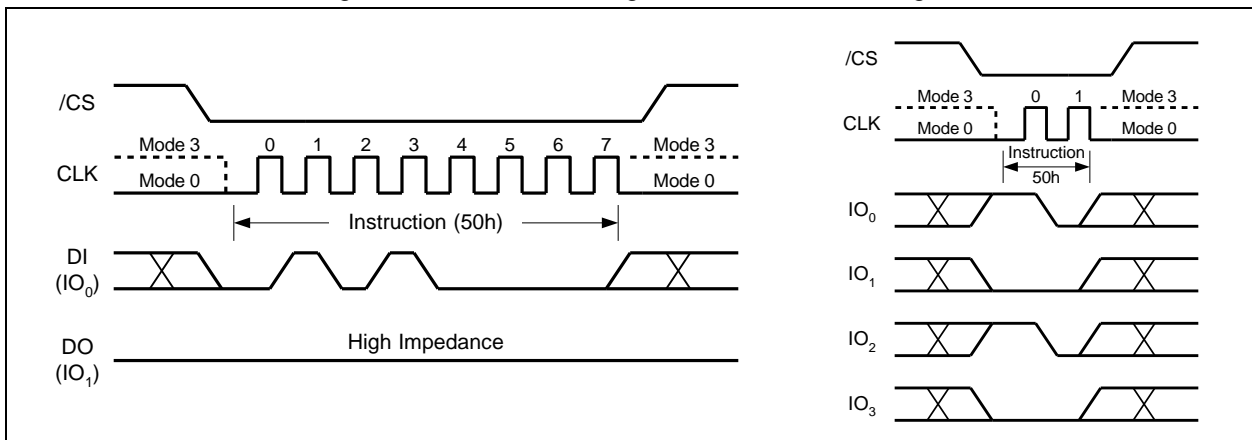 /CS
Mode 3 0 1 2 3 4 5 6 7 Mode 3
CLK
Mode 0 Mode 0
Instruction (50h)
DI
(IO0)
DO
(IO1)
High Impedance
/CS
Mode 3 0 1 Mode 3
CLK
Mode 0 Mode 0
Instruction
50h
IO0
IO1
IO2
IO3